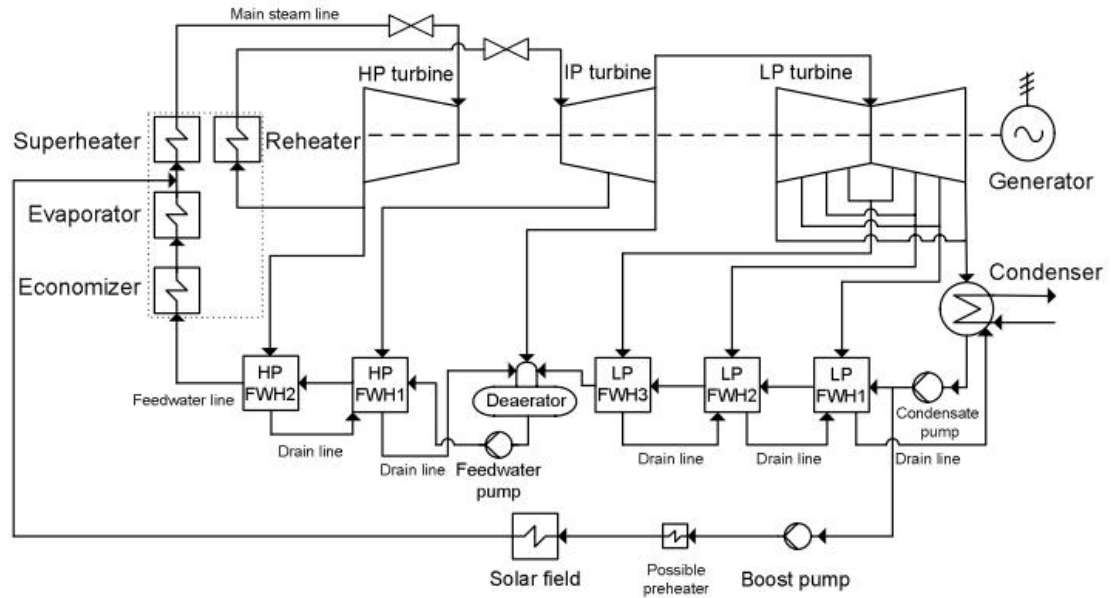 Main steam line
HP turbine
IP turbine
LP turbine
Superheater
Reheater
Generator
Evaporator
Economizer
Condenser
HP
FWH2
HP
FWH1
Deaerator
LP
FWH3
LP
FWH2
LP
FWH1
Feedwater line
Condensate
pump
Drain line
Drain line
Feedwater
pump
Drain line
Drain line
Drain line
Solar field
Possible
preheater
Boost pump